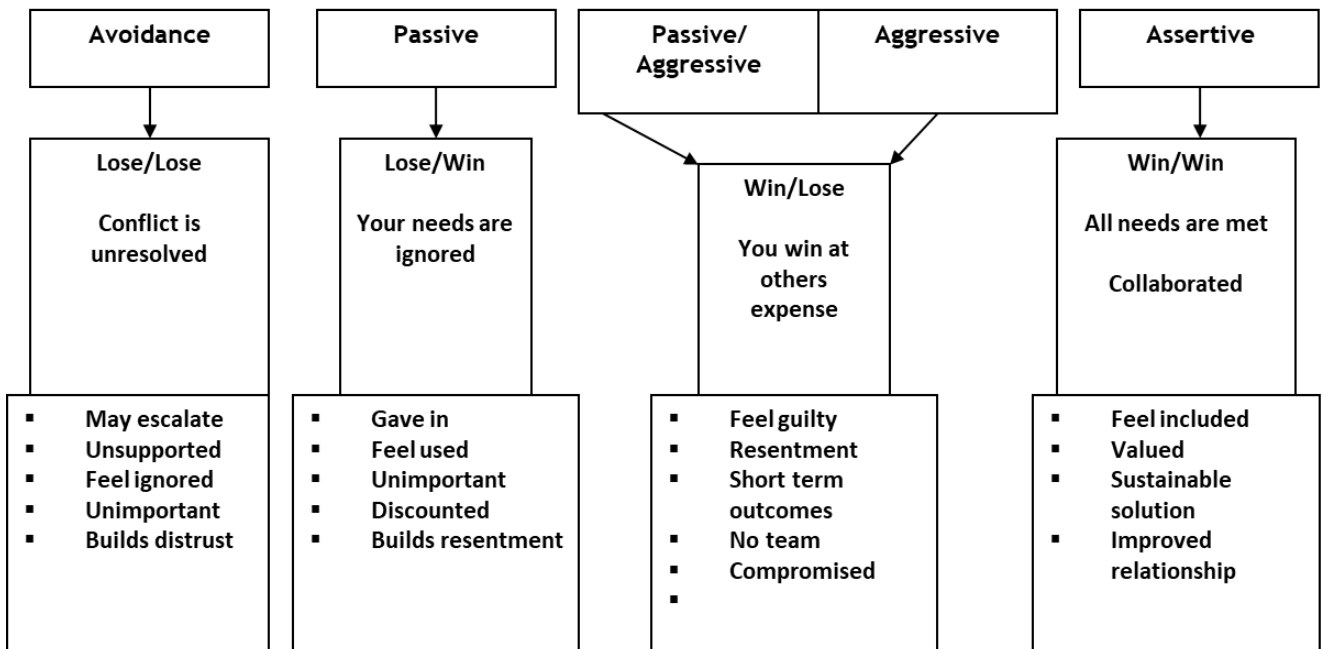 Avoidance
Passive
Passive/
Aggressive
Aggressive
Assertive
Lose/Lose
Conflict is
unresolved
Lose/Win
Your needs are
ignored
Win/Lose
You win at
others
expense
Win/Win
All needs are met
Collaborated
▪ May escalate
▪ Unsupported
▪ Feel ignored
▪ Unimportant
▪ Builds distrust
▪ Gave in
▪ Feel used
▪ Unimportant
▪ Discounted
▪ Builds resentment
▪ Feel guilty
▪ Resentment
▪ Short term
outcomes
▪ No team
▪ Compromised
▪
▪ Feel included
▪ Valued
▪ Sustainable
solution
▪ Improved
relationship